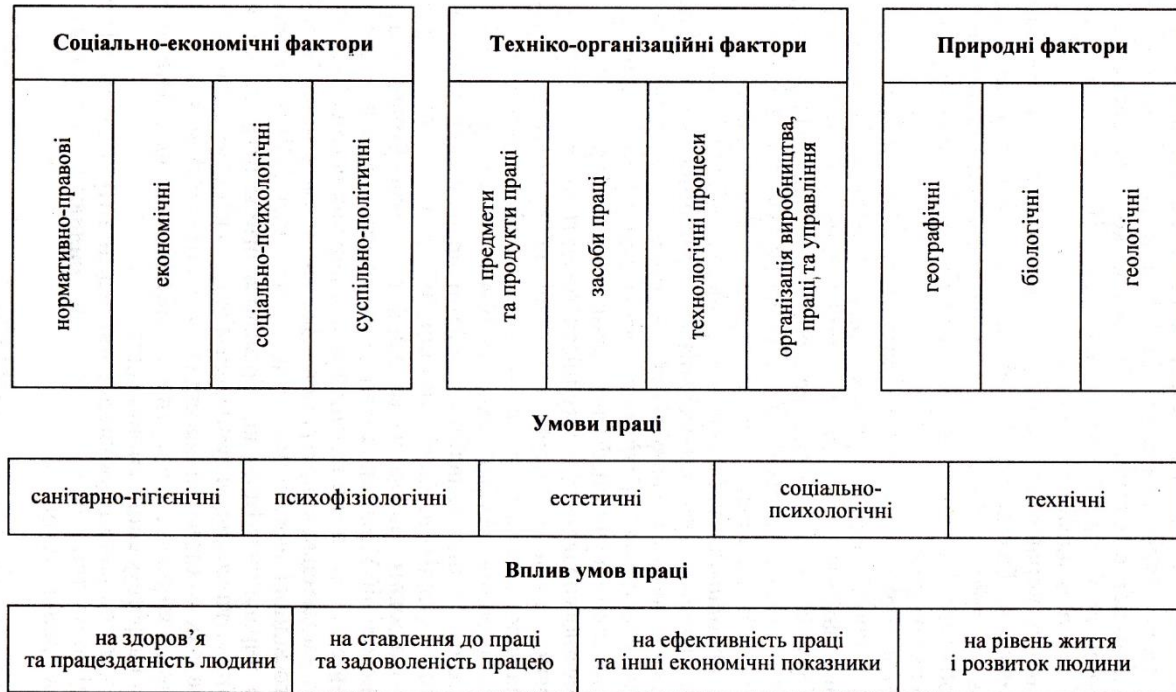 Соціально-економічні фактори
нормативно-правові
економічні
соціально-психологічні
суспільно-політичні
Техніко-організаційні фактори
предмети
та продукти праці
засоби праці
технологічні процеси
організація виробництва,
праці та управління
Природні фактори
географічні
біологічні
геологічні
Умови праці
санітарно-гігієнічні
психофізіологічні
естетичні
соціально-
психологічні
технічні
Вплив умов праці
на здоров’я
та працездатність людини
на ставлення до праці
та задоволеність працею
на ефективність праці
та інші економічні показники
на рівень життя
і розвиток людини